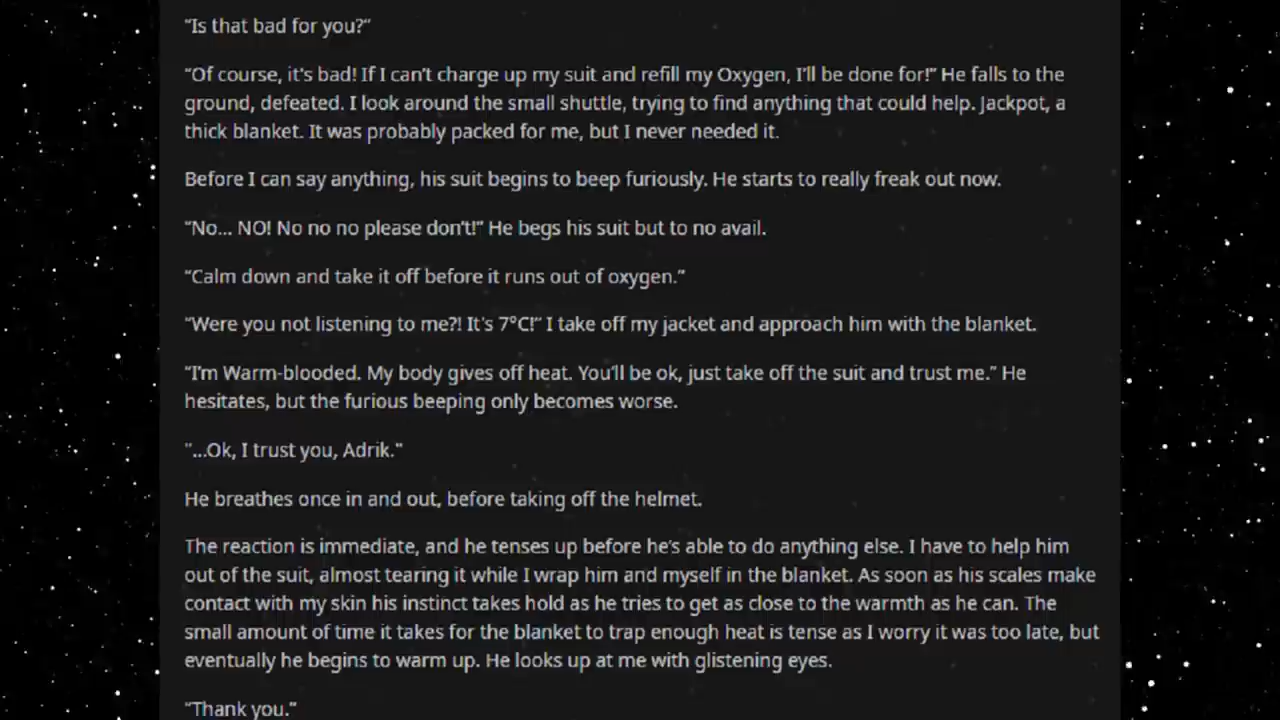 “Is that bad for you?”
“Of course, it’s bad! If I can’t charge up my suit and refill my Oxygen, I’ll be done for!” He falls to the
ground, defeated. I look around the small shuttle, trying to find anything that could help. Jackpot, a
thick blanket. It was probably packed for me, but I never needed it.
Before I can say anything, his suit begins to beep furiously. He starts to really freak out now.
“No... NO! No no no please don’t!” He begs his suit but to no avail.
“Calm down and take it off before it runs out of oxygen.”
“Were you not listening to me?! It’s 7°C!” I take off my jacket and approach him with the blanket.
“I’m Warm-blooded. My body gives off heat. You’ll be ok, just take off the suit and trust me.” He
hesitates, but the furious beeping only becomes worse.
“...Ok, I trust you, Adrik.”
He breathes once in and out, before taking off the helmet.
The reaction is immediate, and he tenses up before he’s able to do anything else. I have to help him
out of the suit, almost tearing it while I wrap him and myself in the blanket. As soon as his scales make
contact with my skin his instinct takes hold as he tries to get as close to the warmth as he can. The
small amount of time it takes for the blanket to trap enough heat is tense as I worry it was too late, but
eventually he begins to warm up. He looks up at me with glistening eyes.
“Thank you.”